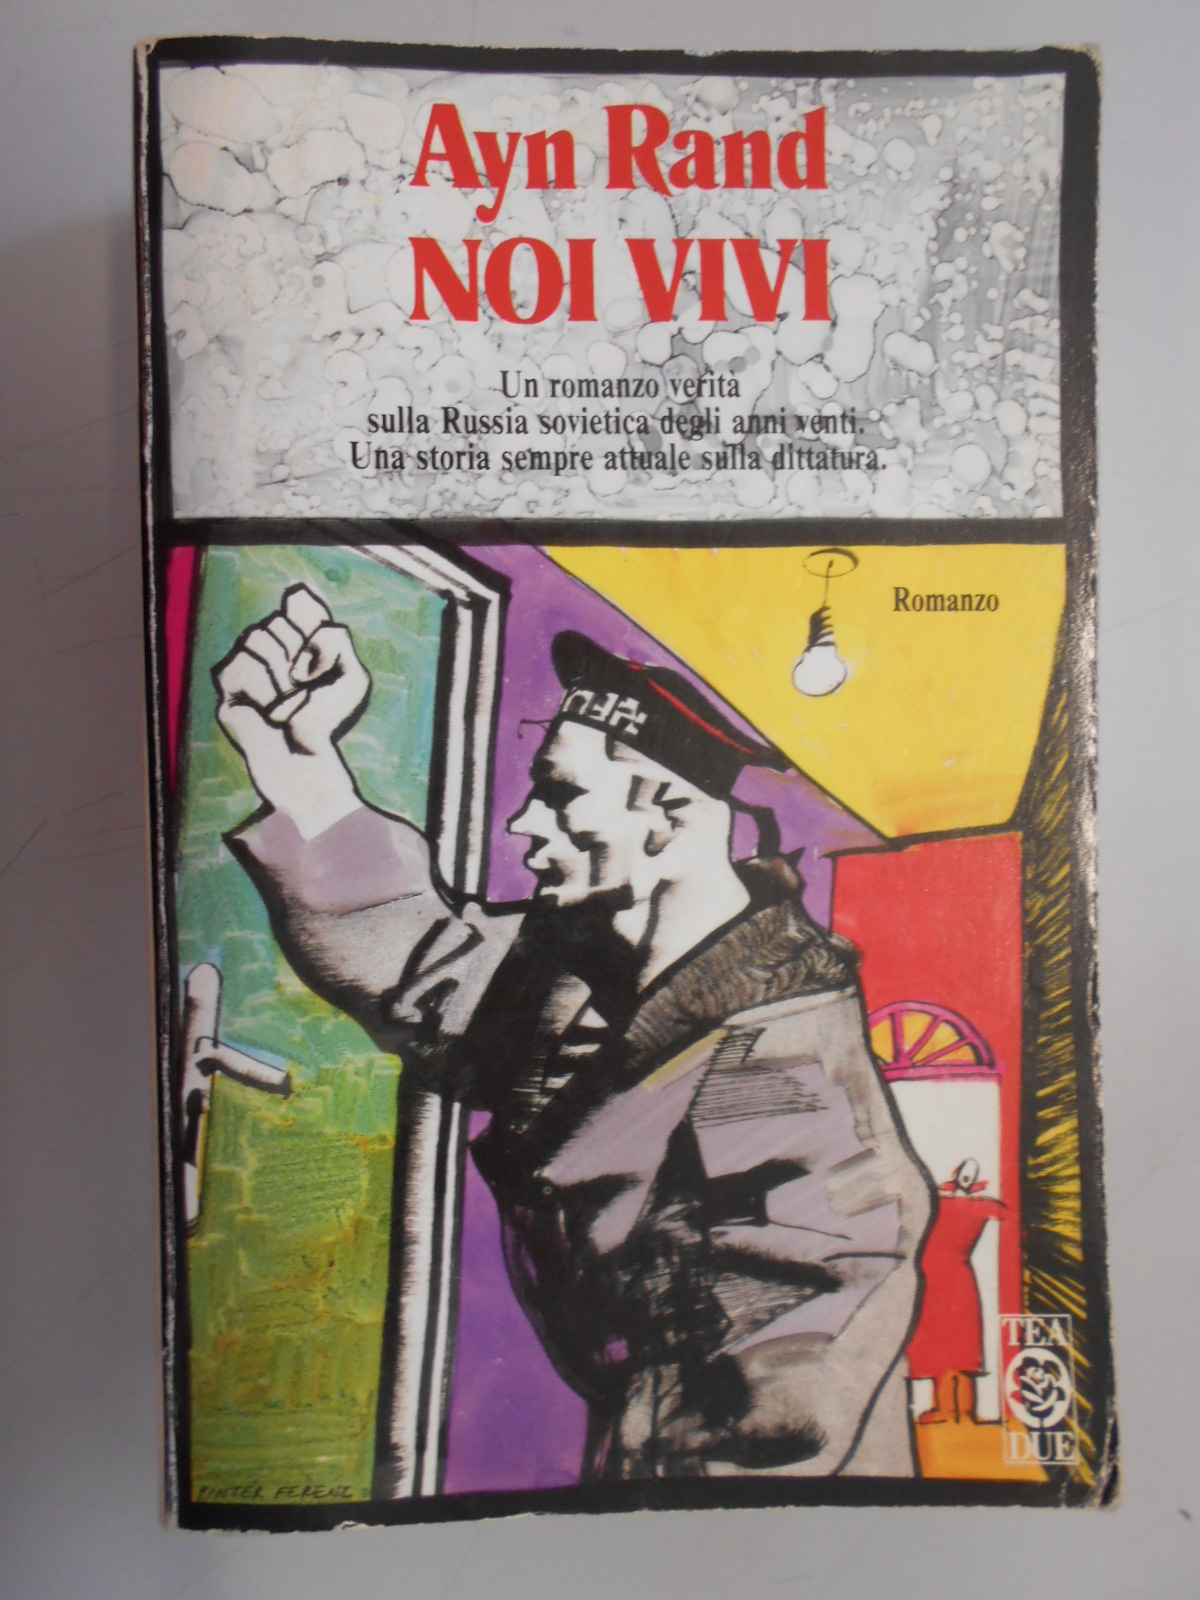 Ayn Rand
NOI VIVI
Un romanzo verità
sulla Russia sovietica degli anni venti.
Una storia sempre attuale sulla dittatura.
Romanzo
TEA
DUE
PINTÉR FERENC